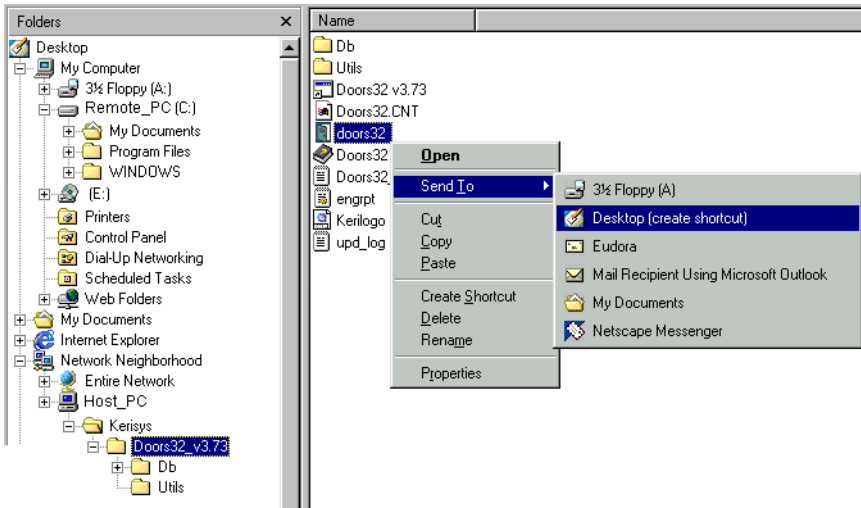 Folders
Desktop
My Computer
3½ Floppy (A:)
Remote_PC (C:)
My Documents
Program Files
WINDOWS
(E:)
Printers
Control Panel
Dial-Up Networking
Scheduled Tasks
Web Folders
My Documents
Internet Explorer
Network Neighborhood
Entire Network
Host_PC
Kerisys
Doors32_v3.73
Db
Utils
Name
Db
Utils
Doors32 v3.73
Doors32.CNT
doors32
Doors32
Doors32_
engrpt
Kerilogo
upd_log
Open
Send To
Cut
Copy
Paste
Create Shortcut
Delete
Rename
Properties
3½ Floppy (A)
Desktop (create shortcut)
Eudora
Mail Recipient Using Microsoft Outlook
My Documents
Netscape Messenger